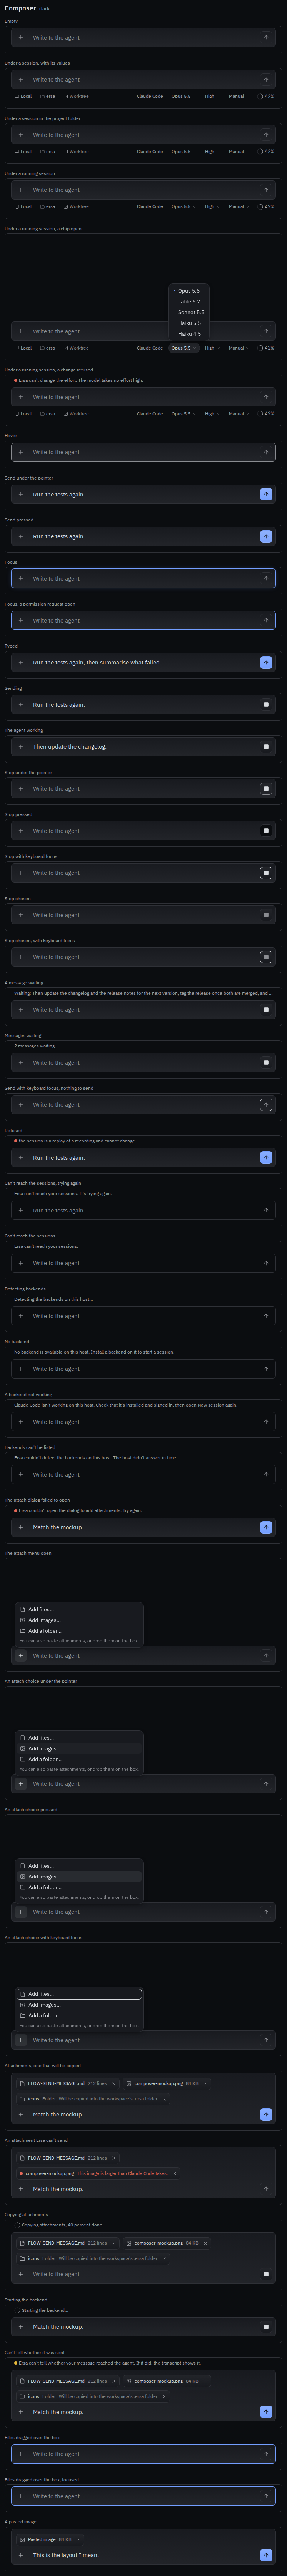 Composer dark
Empty
Write to the agent
Under a session, with its values
Write to the agent
Local ersa Worktree Claude Code Opus 5.5 High Manual 42%
Under a session in the project folder
Write to the agent
Local ersa Worktree Claude Code Opus 5.5 High Manual 42%
Under a running session
Write to the agent
Local ersa Worktree Claude Code Opus 5.5 High Manual 42%
Under a running session, a chip open
Opus 5.5
Fable 5.2
Sonnet 5.5
Haiku 5.5
Haiku 4.5
Write to the agent
Local ersa Worktree Claude Code Opus 5.5 High Manual 42%
Under a running session, a change refused
Ersa can't change the effort. The model takes no effort high.
Write to the agent
Local ersa Worktree Claude Code Opus 5.5 High Manual 42%
Hover
Write to the agent
Send under the pointer
Run the tests again.
Send pressed
Run the tests again.
Focus
Write to the agent
Focus, a permission request open
Write to the agent
Typed
Run the tests again, then summarise what failed.
Sending
Run the tests again.
The agent working
Then update the changelog.
Stop under the pointer
Write to the agent
Stop pressed
Write to the agent
Stop with keyboard focus
Write to the agent
Stop chosen
Write to the agent
Stop chosen, with keyboard focus
Write to the agent
A message waiting
Waiting: Then update the changelog and the release notes for the next version, tag the release once both are merged, and ...
Write to the agent
Messages waiting
2 messages waiting
Write to the agent
Send with keyboard focus, nothing to send
Write to the agent
Refused
the session is a replay of a recording and cannot change
Run the tests again.
Can't reach the sessions, trying again
Ersa can't reach your sessions. It's trying again.
Run the tests again.
Can't reach the sessions
Ersa can't reach your sessions.
Write to the agent
Detecting backends
Detecting the backends on this host...
Write to the agent
No backend
No backend is available on this host. Install a backend on it to start a session.
Write to the agent
A backend not working
Claude Code isn't working on this host. Check that it's installed and signed in, then open New session again.
Write to the agent
Backends can't be listed
Ersa couldn't detect the backends on this host. The host didn't answer in time.
Write to the agent
The attach dialog failed to open
Ersa couldn't open the dialog to add attachments. Try again.
Match the mockup.
The attach menu open
Add files...
Add images...
Add a folder...
You can also paste attachments, or drop them on the box.
Write to the agent
An attach choice under the pointer
Add files...
Add images...
Add a folder...
You can also paste attachments, or drop them on the box.
Write to the agent
An attach choice pressed
Add files...
Add images...
Add a folder...
You can also paste attachments, or drop them on the box.
Write to the agent
An attach choice with keyboard focus
Add files...
Add images...
Add a folder...
You can also paste attachments, or drop them on the box.
Write to the agent
Attachments, one that will be copied
FLOW-SEND-MESSAGE.md 212 lines × composer-mockup.png 84 KB ×
icons Folder Will be copied into the workspace's .ersa folder ×
Match the mockup.
An attachment Ersa can't send
FLOW-SEND-MESSAGE.md 212 lines ×
composer-mockup.png This image is larger than Claude Code takes. ×
Match the mockup.
Copying attachments
Copying attachments, 40 percent done...
FLOW-SEND-MESSAGE.md 212 lines × composer-mockup.png 84 KB ×
icons Folder Will be copied into the workspace's .ersa folder ×
Write to the agent
Starting the backend
Starting the backend...
Match the mockup.
Can't tell whether it was sent
Ersa can't tell whether your message reached the agent. If it did, the transcript shows it.
FLOW-SEND-MESSAGE.md 212 lines × composer-mockup.png 84 KB ×
icons Folder Will be copied into the workspace's .ersa folder ×
Match the mockup.
Files dragged over the box
Write to the agent
Files dragged over the box, focused
Write to the agent
A pasted image
Pasted image 84 KB ×
This is the layout I mean.